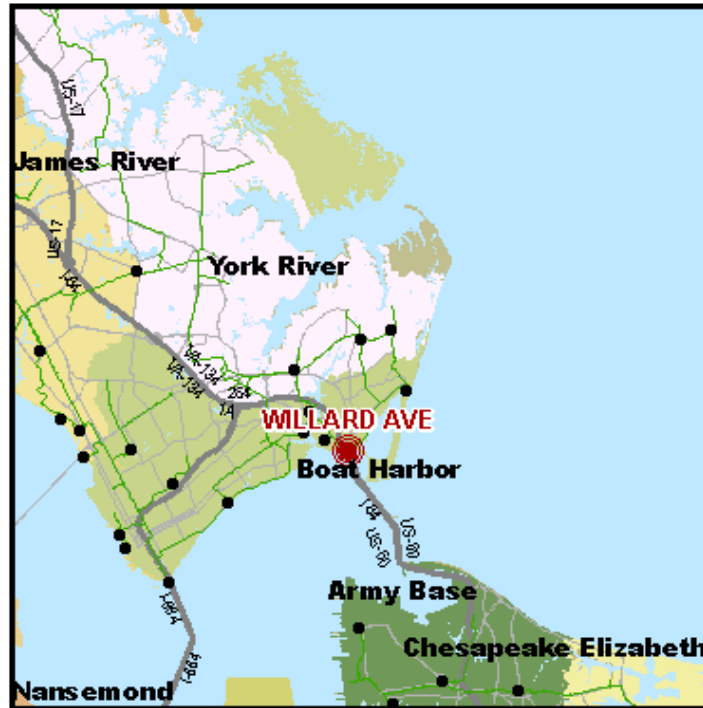 US-17
James River
US-17
I-64
York River
VA-134
VA-134
264
1A
WILLARD AVE
Boat Harbor
I-64
US-60
US-60
Army Base
I-664
Chesapeake Elizabeth
I-664
Nansemond